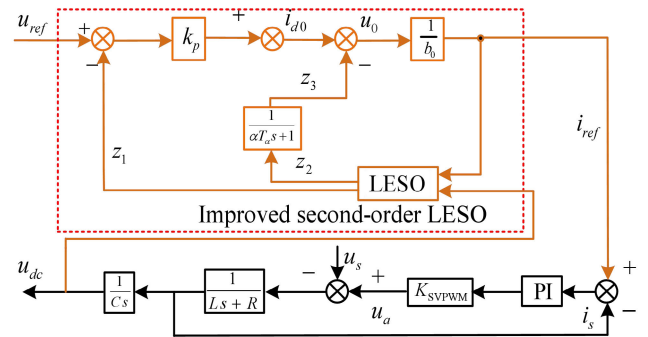 u_ref + − k_p + i_d0 − u_0 1/b_0
z_3
1/(αT_α s+1)
z_1 z_2 i_ref
LESO
Improved second-order LESO
u_dc 1/(Cs) 1/(Ls + R) − u_s + u_a K_SVPWM PI + − i_s